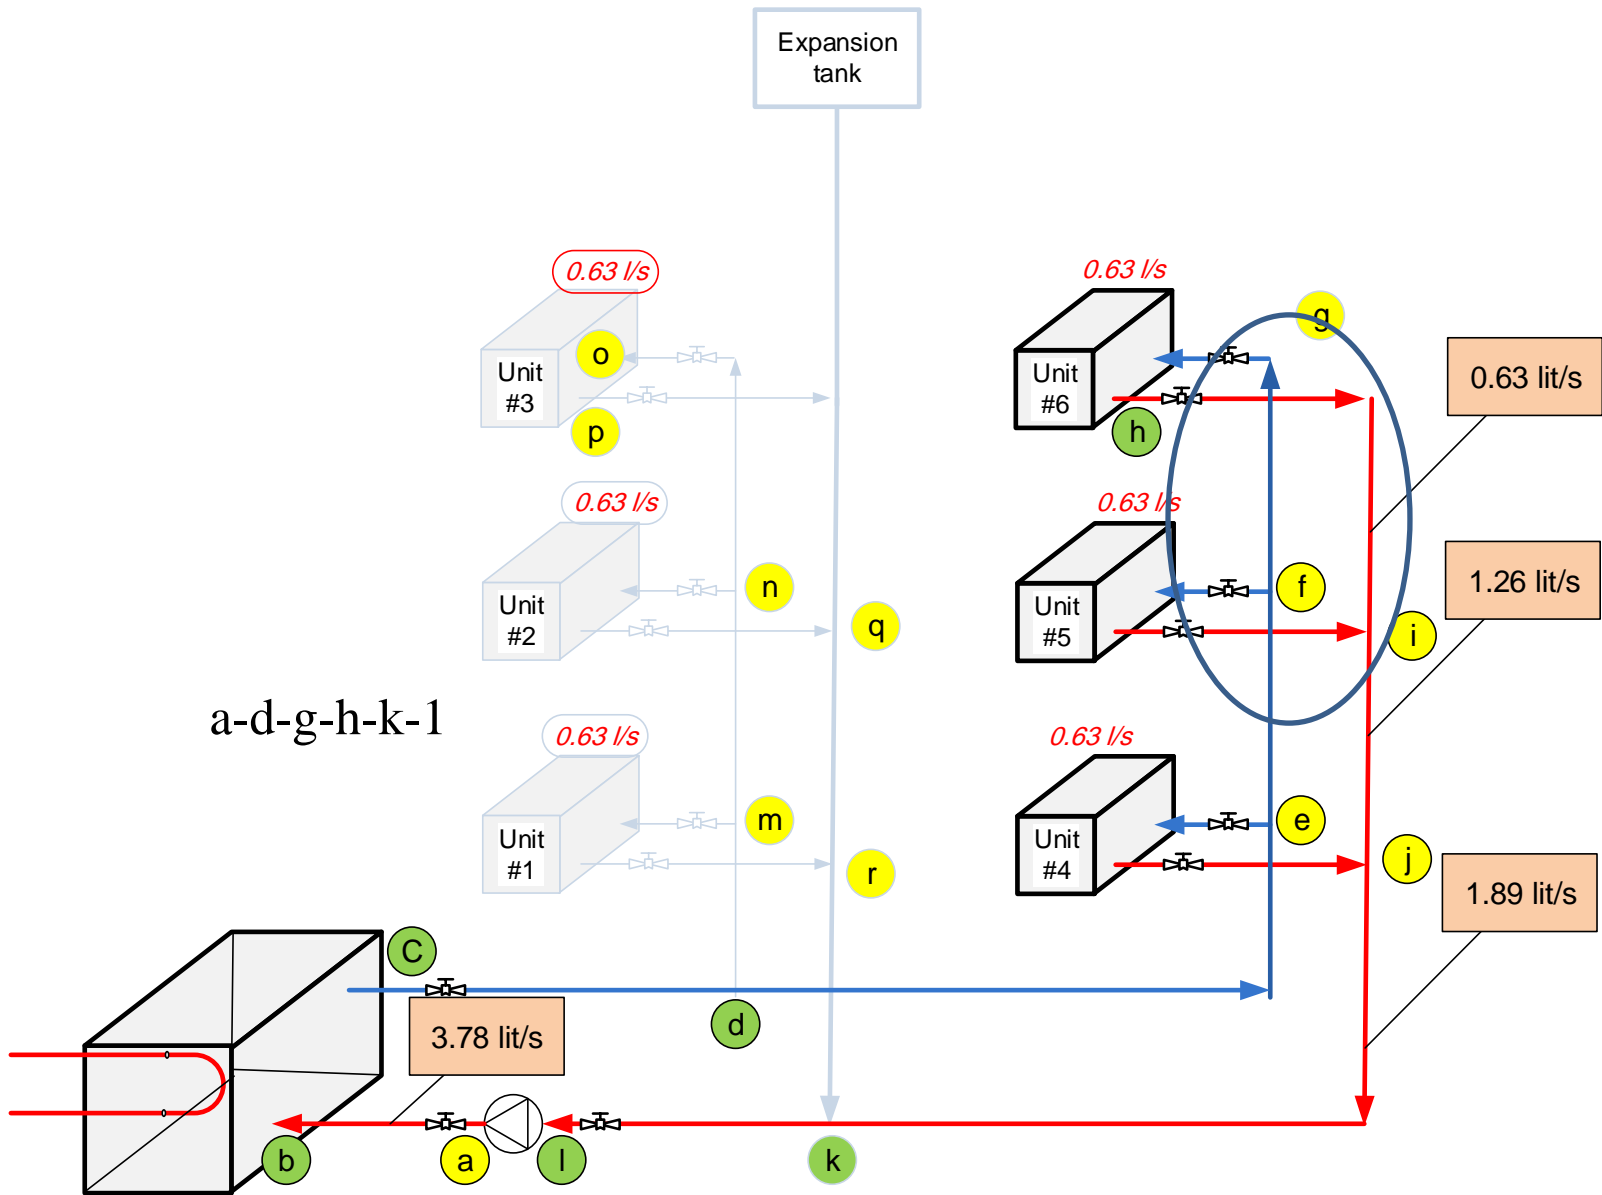 Expansion
tank
0.63 l/s
0.63 l/s
g
o
Unit
#3
Unit
#6
0.63 lit/s
p
h
0.63 l/s
0.63 l/s
1.26 lit/s
n
f
Unit
#2
Unit
#5
q
i
a-d-g-h-k-1
0.63 l/s
0.63 l/s
m
e
Unit
#1
Unit
#4
r
j
1.89 lit/s
C
d
3.78 lit/s
b
a
l
k